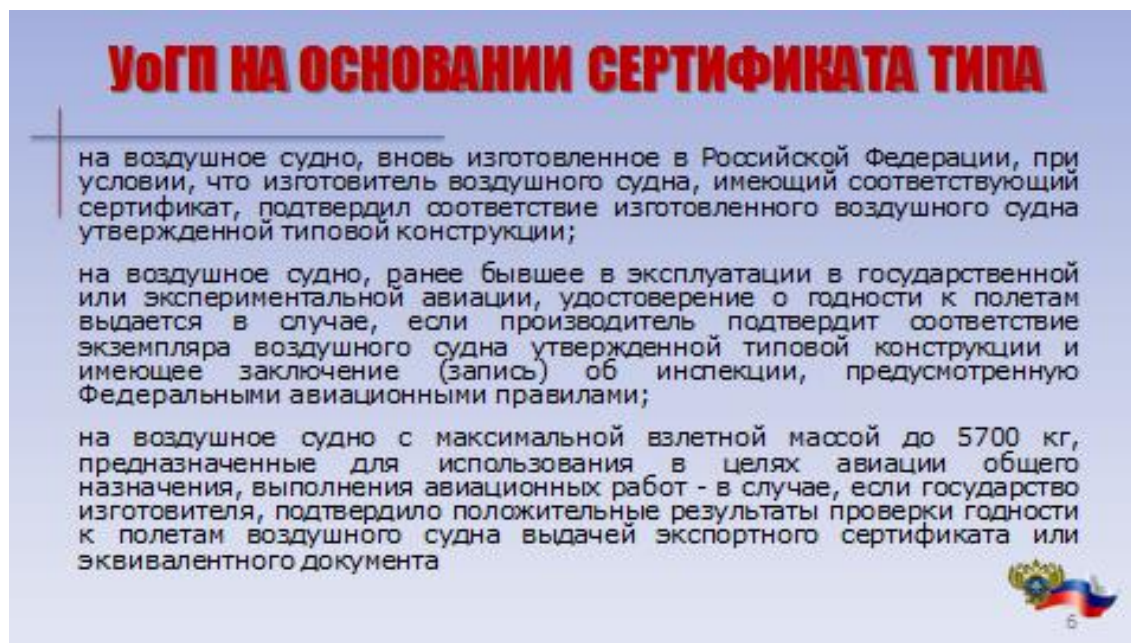 УоГП НА ОСНОВАНИИ СЕРТИФИКАТА ТИПА
на воздушное судно, вновь изготовленное в Российской Федерации, при
условии, что изготовитель воздушного судна, имеющий соответствующий
сертификат, подтвердил соответствие изготовленного воздушного судна
утвержденной типовой конструкции;
на воздушное судно, ранее бывшее в эксплуатации в государственной
или экспериментальной авиации, удостоверение о годности к полетам
выдается в случае, если производитель подтвердит соответствие
экземпляра воздушного судна утвержденной типовой конструкции и
имеющее заключение (запись) об инспекции, предусмотренную
Федеральными авиационными правилами;
на воздушное судно с максимальной взлетной массой до 5700 кг,
предназначенные для использования в целях авиации общего
назначения, выполнения авиационных работ - в случае, если государство
изготовителя, подтвердило положительные результаты проверки годности
к полетам воздушного судна выдачей экспортного сертификата или
эквивалентного документа
6